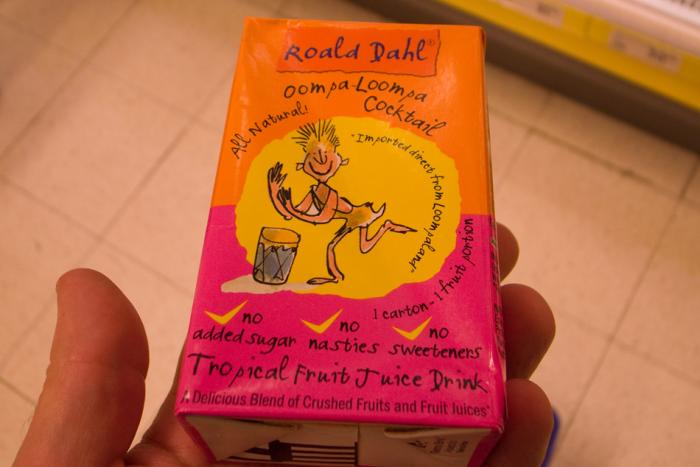 Roald Dahl®
Oompa-Loompa
Cocktail
All Natural!
"Imported direct from Loompaland"
1 carton - 1 fruit portion
no
added sugar
no
nasties
no
sweeteners
Tropical Fruit Juice Drink
A Delicious Blend of Crushed Fruits and Fruit Juices*